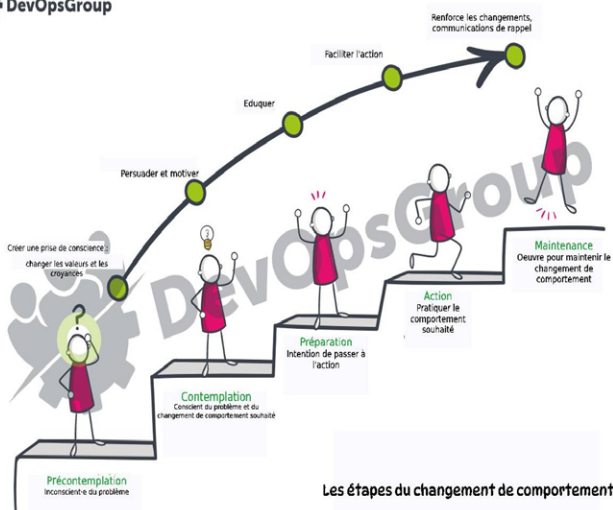 DevOpsGroup
Renforce les changements,
communications de rappel
Faciliter l'action
Eduquer
Persuader et motiver
Créer une prise de conscience ;
changer les valeurs et les
croyances
DevOpsGroup
?
Maintenance
Oeuvre pour maintenir le
changement de
comportement
Action
Pratiquer le
comportement
souhaité
Préparation
Intention de passer à
l'action
Contemplation
Conscient du problème et du
changement de comportement souhaité
Précontemplation
Inconscient·e du problème
Les étapes du changement de comportement